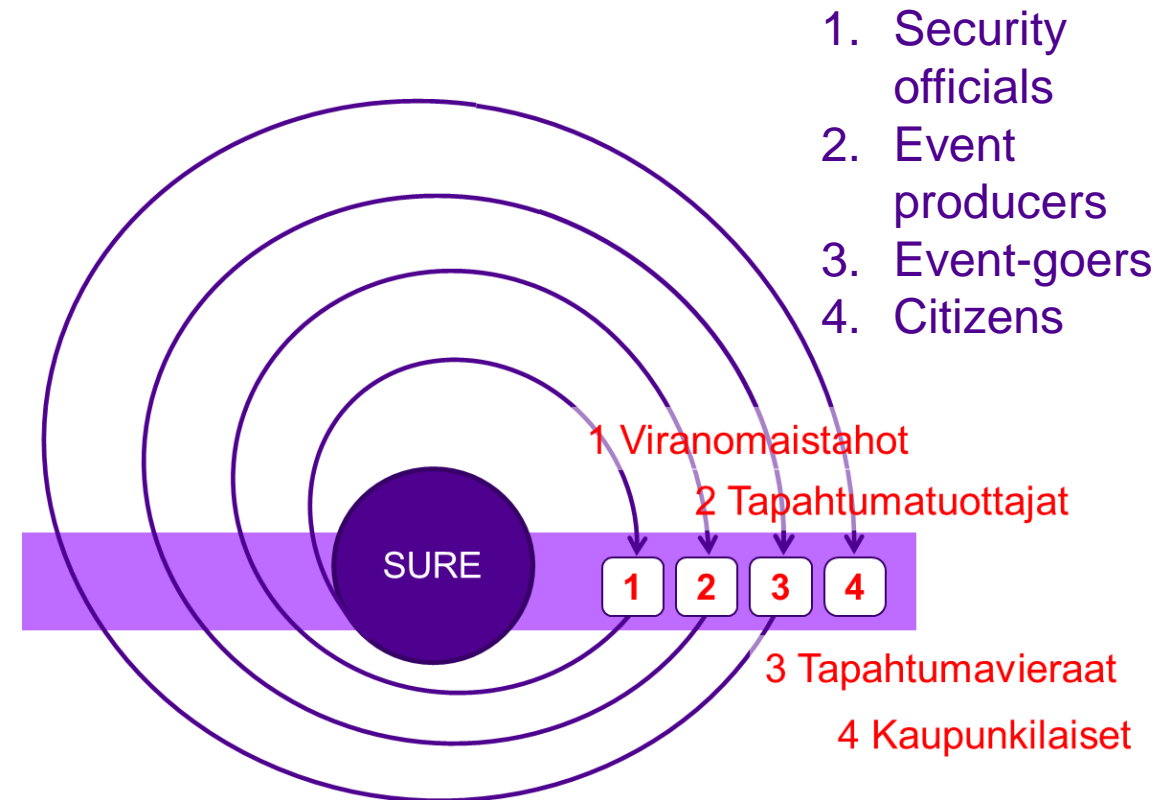 1. Security
officials
2. Event
producers
3. Event-goers
4. Citizens
1 Viranomaistahot
2 Tapahtumatuottajat
SURE
1
2
3
4
3 Tapahtumavieraat
4 Kaupunkilaiset